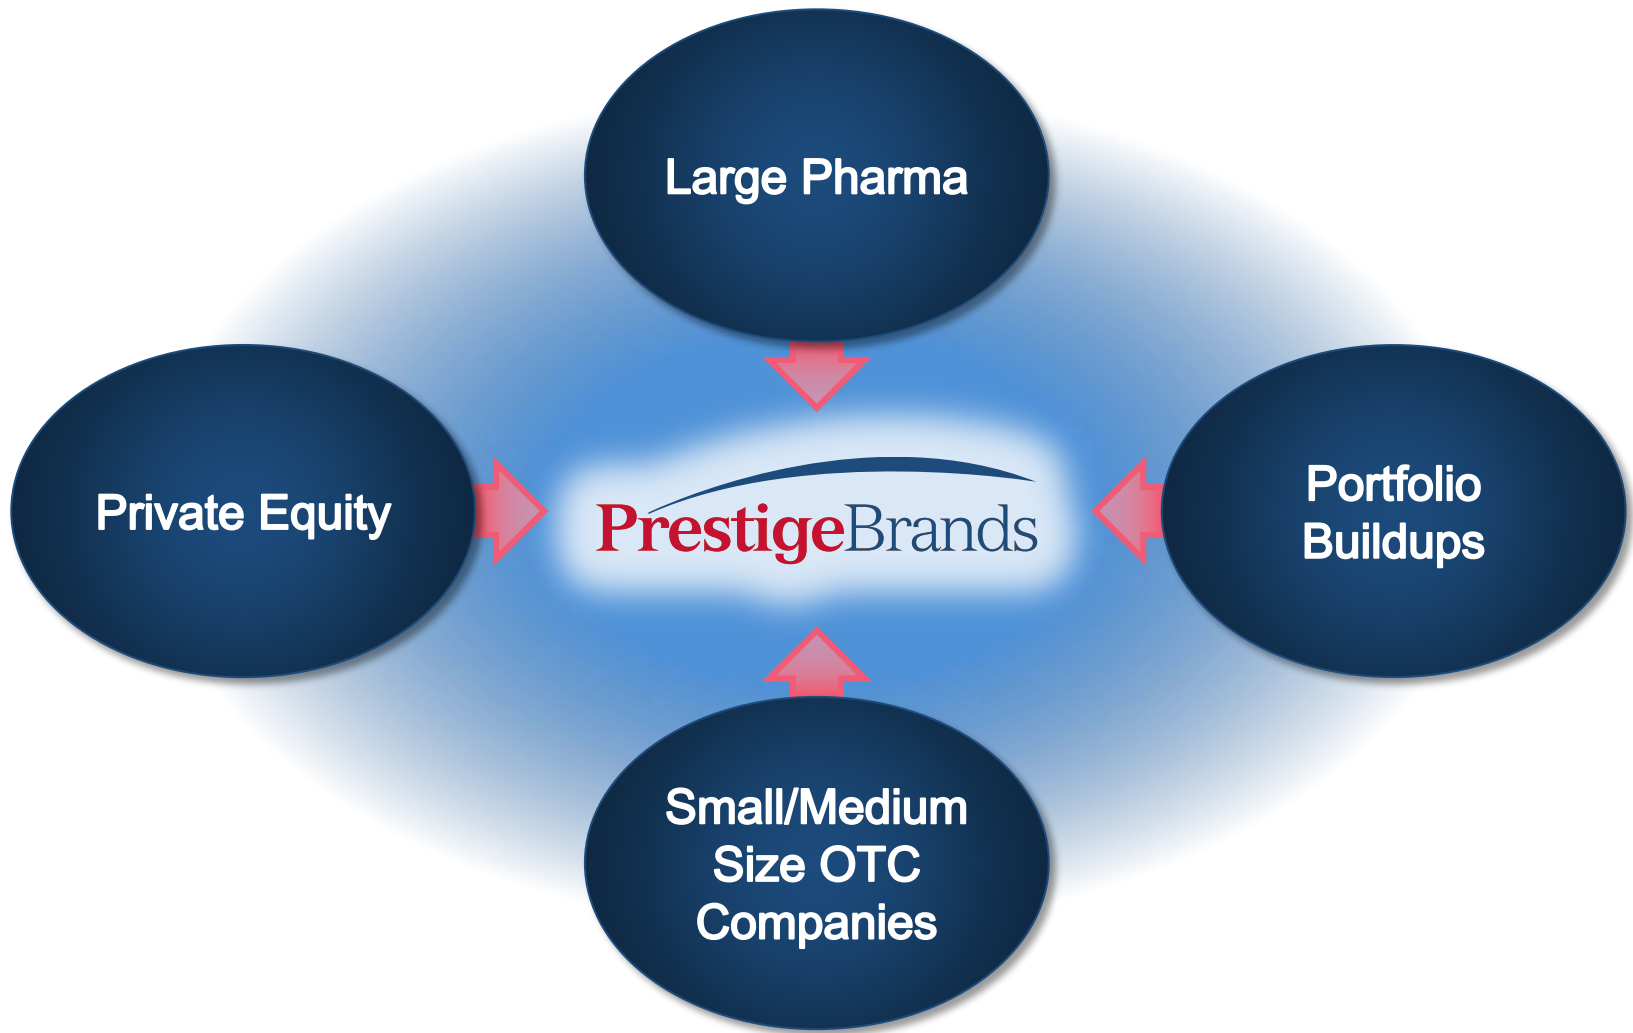 Large Pharma
Private Equity
PrestigeBrands
Portfolio
Buildups
Small/Medium
Size OTC
Companies